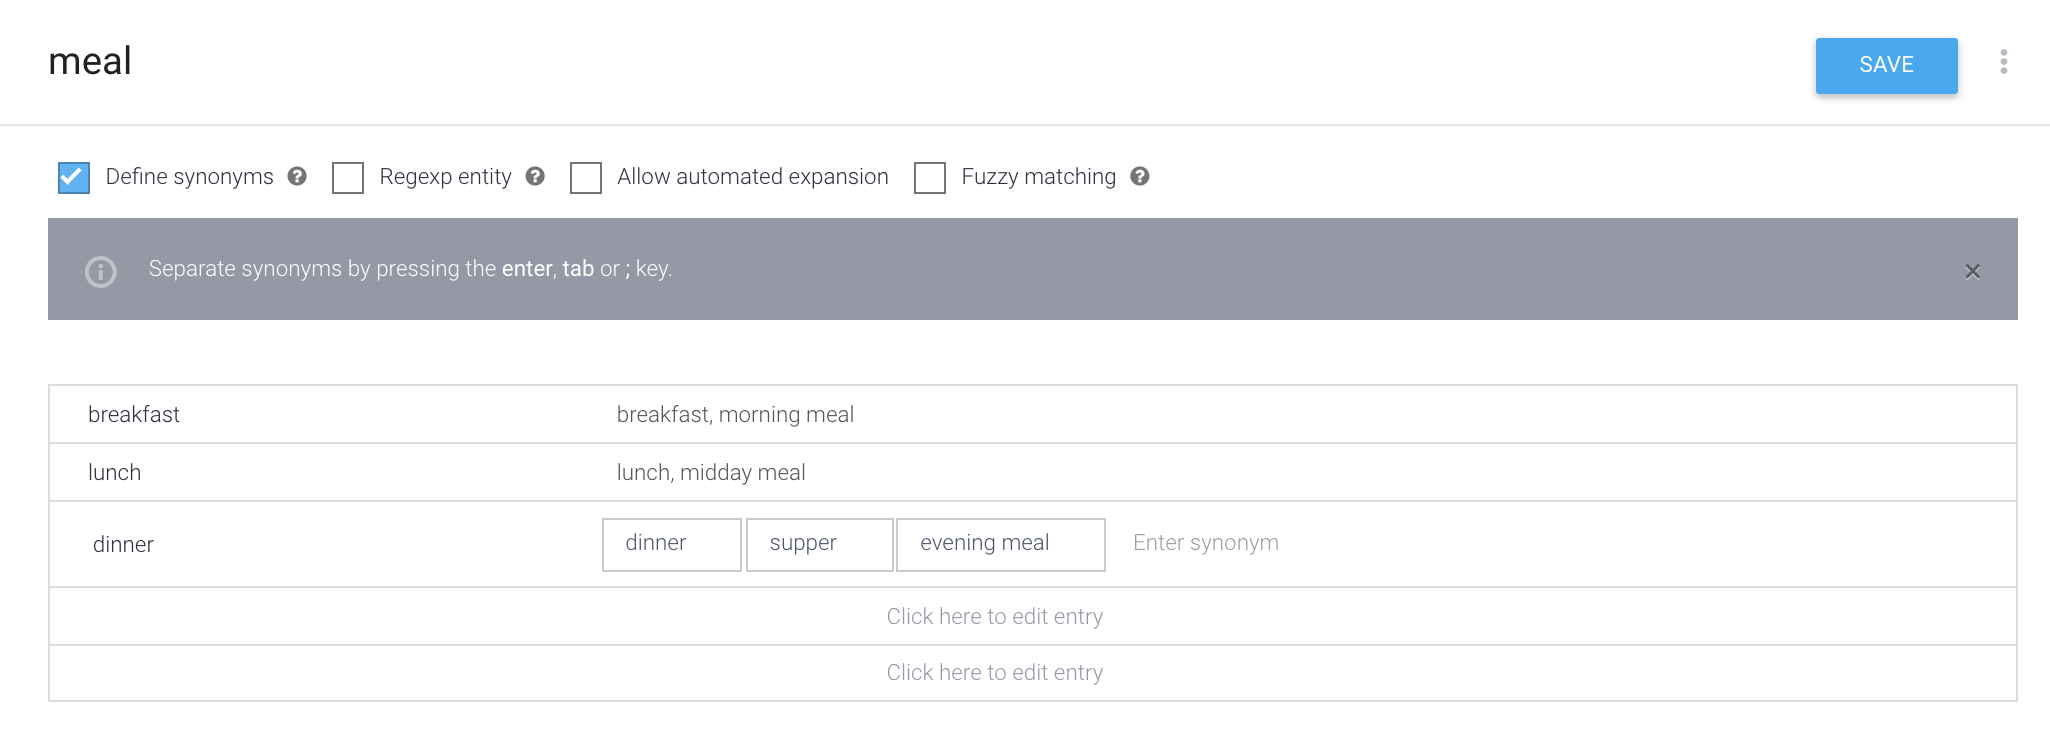 meal
SAVE
Define synonyms Regexp entity Allow automated expansion Fuzzy matching
Separate synonyms by pressing the enter, tab or ; key.
breakfast breakfast, morning meal
lunch lunch, midday meal
dinner dinner supper evening meal Enter synonym
Click here to edit entry
Click here to edit entry